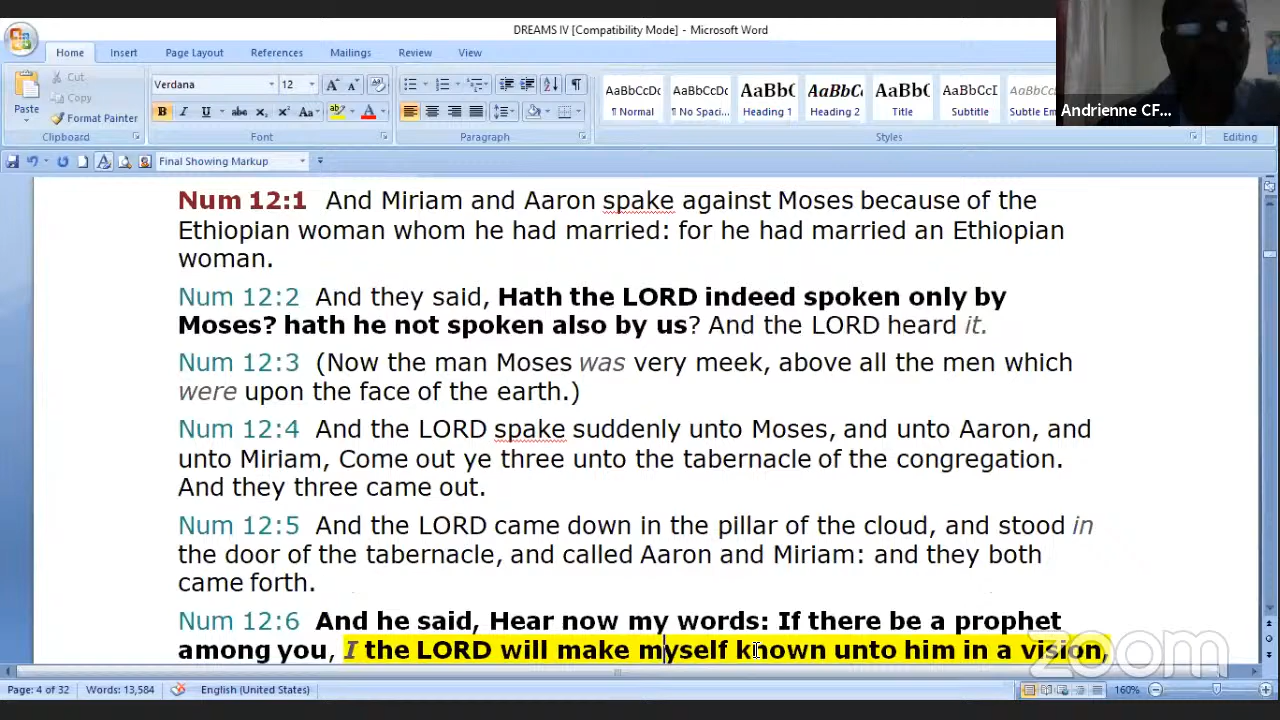 DREAMS IV [Compatibility Mode] - Microsoft Word
Home Insert Page Layout References Mailings Review View
Andrienne CF...
Paste Cut Copy Format Painter
Verdana 12
AaBbCcDc AaBbCcDc AaBbC AaBbCc AaBbC AaBbCcI AaBbCcDc
¶ Normal ¶ No Spaci... Heading 1 Heading 2 Title Subtitle Subtle Em
Clipboard Font Paragraph Styles Editing
Final Showing Markup
Num 12:1 And Miriam and Aaron spake against Moses because of the
Ethiopian woman whom he had married: for he had married an Ethiopian
woman.
Num 12:2 And they said, Hath the LORD indeed spoken only by
Moses? hath he not spoken also by us? And the LORD heard it.
Num 12:3 (Now the man Moses was very meek, above all the men which
were upon the face of the earth.)
Num 12:4 And the LORD spake suddenly unto Moses, and unto Aaron, and
unto Miriam, Come out ye three unto the tabernacle of the congregation.
And they three came out.
Num 12:5 And the LORD came down in the pillar of the cloud, and stood in
the door of the tabernacle, and called Aaron and Miriam: and they both
came forth.
Num 12:6 And he said, Hear now my words: If there be a prophet
among you, I the LORD will make myself known unto him in a vision,
zoom
Page: 4 of 32 Words: 13,584 English (United States) 160%